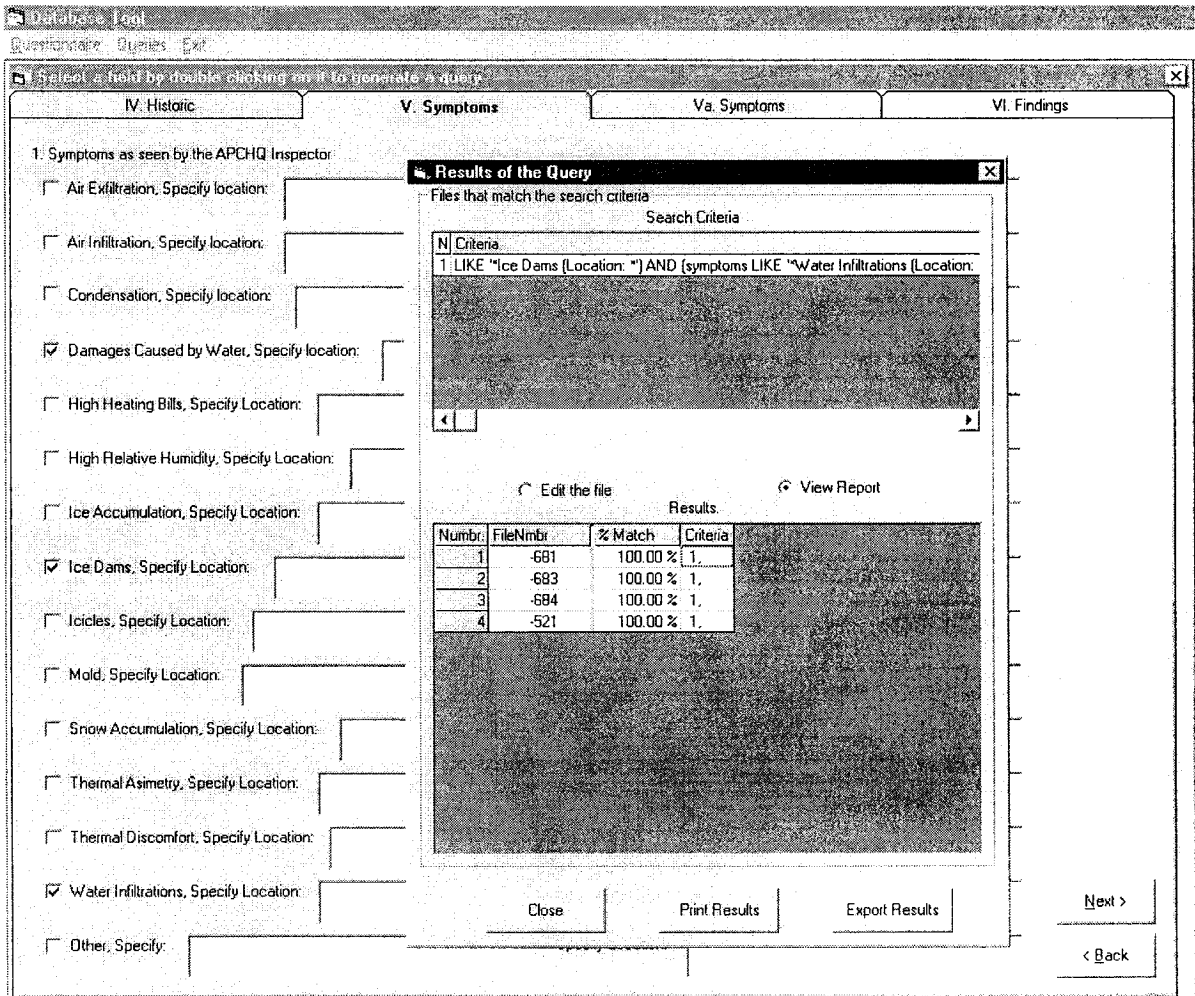 Database Tool
Questionnaire Queries Exit
Select a field by double clicking on it to generate a query
IV. Historic
V. Symptoms
Va. Symptoms
VI. Findings
1. Symptoms as seen by the APCHQ Inspector
Air Exfiltration, Specify location:
Air Infiltration, Specify location:
Condensation, Specify location:
Damages Caused by Water, Specify location:
High Heating Bills, Specify Location:
High Relative Humidity, Specify Location:
Ice Accumulation, Specify Location:
Ice Dams, Specify Location:
Icicles, Specify Location:
Mold, Specify Location:
Snow Accumulation, Specify Location:
Thermal Asimetry, Specify Location:
Thermal Discomfort, Specify Location:
Water Infiltrations, Specify Location:
Other, Specify:
Results of the Query
Files that match the search criteria
Search Criteria
N Criteria
1 LIKE "*Ice Dams (Location: *") AND (symptoms LIKE "*Water Infiltrations (Location:
Edit the file
View Report
Results.
Numbr. FileNmbr % Match Criteria
1 -681 100.00 % 1,
2 -683 100.00 % 1,
3 -684 100.00 % 1,
4 -521 100.00 % 1,
Close
Print Results
Export Results
Next >
< Back